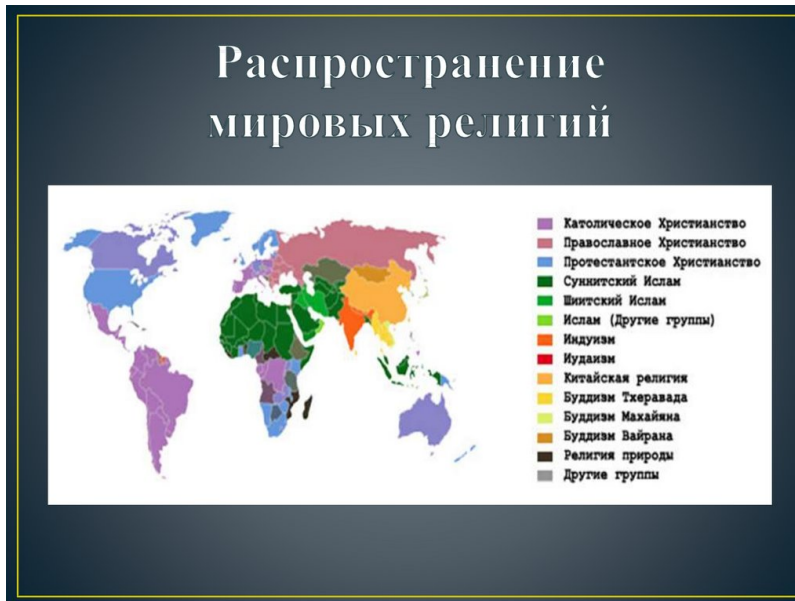 Распространение
мировых религий
Католическое Христианство
Православное Христианство
Протестантское Христианство
Суннитский Ислам
Шиитский Ислам
Ислам (Другие группы)
Индуизм
Иудаизм
Китайская религия
Буддизм Тхеравада
Буддизм Махайяна
Буддизм Вайрана
Религия природы
Другие группы